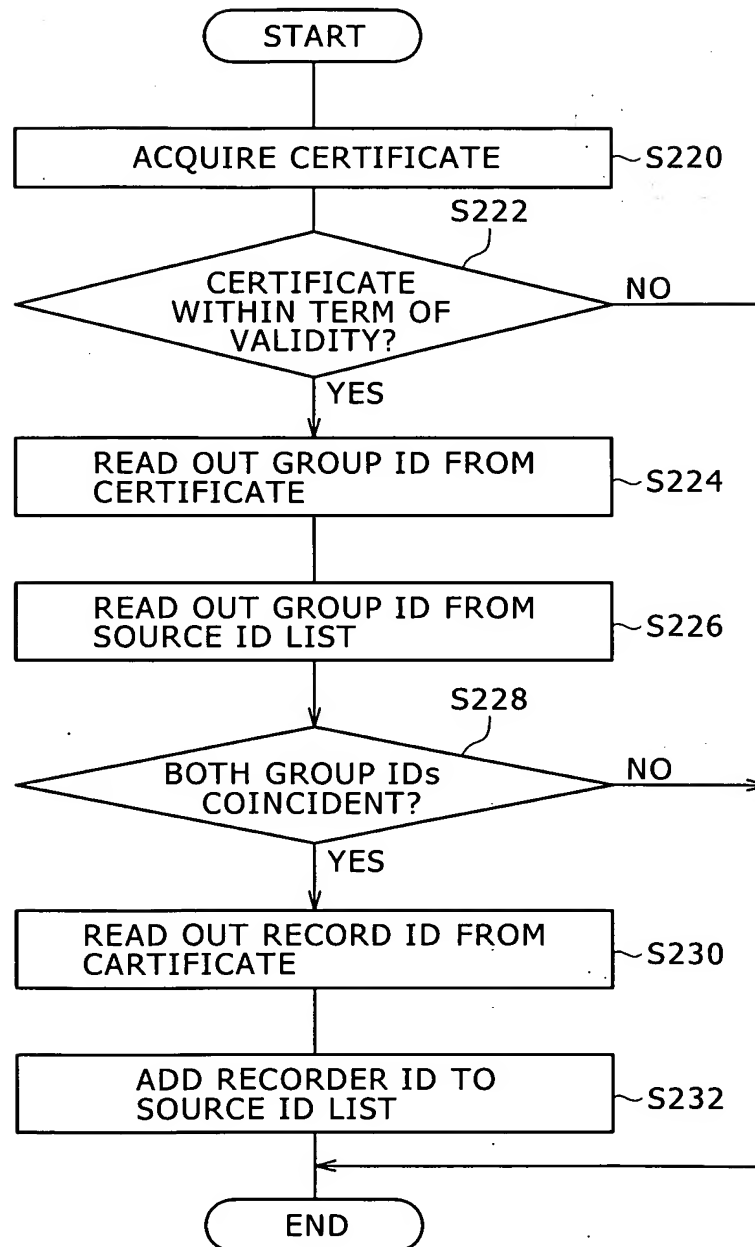 START
ACQUIRE CERTIFICATE
S220
S222
CERTIFICATE
WITHIN TERM OF
VALIDITY?
NO
YES
READ OUT GROUP ID FROM
CERTIFICATE
S224
READ OUT GROUP ID FROM
SOURCE ID LIST
S226
S228
BOTH GROUP IDs
COINCIDENT?
NO
YES
READ OUT RECORD ID FROM
CARTIFICATE
S230
ADD RECORDER ID TO
SOURCE ID LIST
S232
END